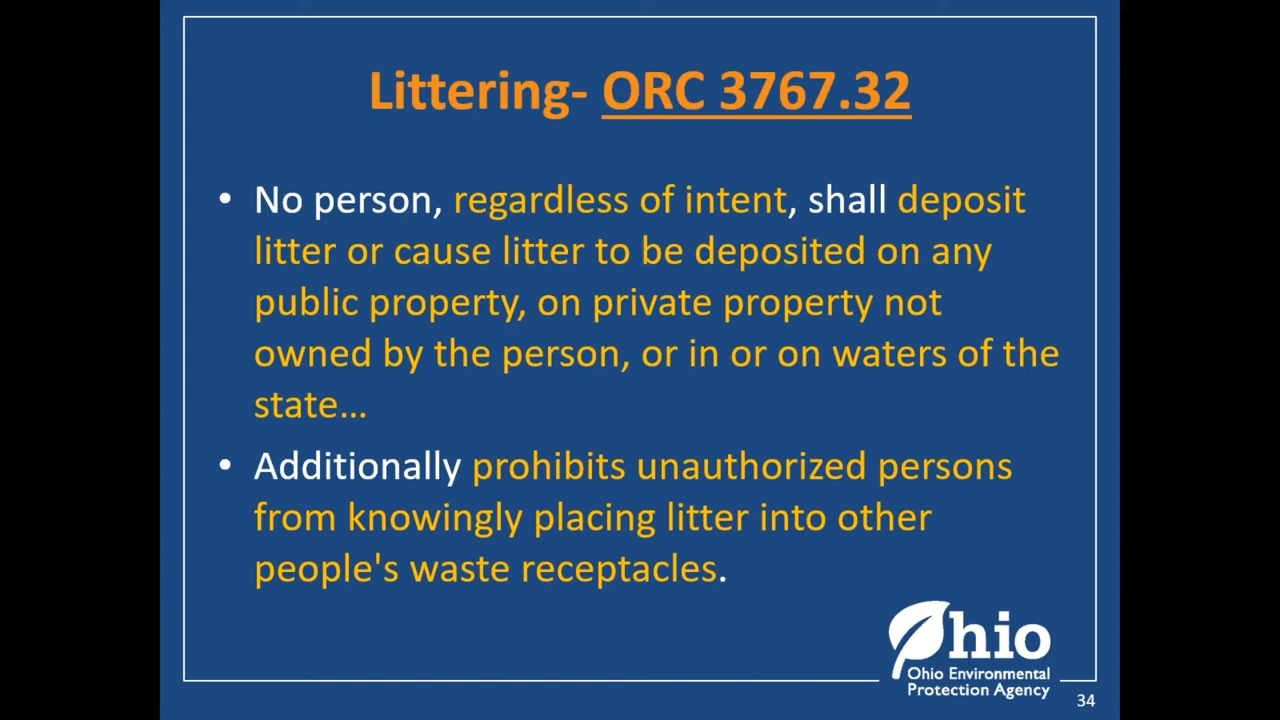 Littering- ORC 3767.32
• No person, regardless of intent, shall deposit
litter or cause litter to be deposited on any
public property, on private property not
owned by the person, or in or on waters of the
state…
• Additionally prohibits unauthorized persons
from knowingly placing litter into other
people's waste receptacles.
Ohio
Ohio Environmental
Protection Agency
34